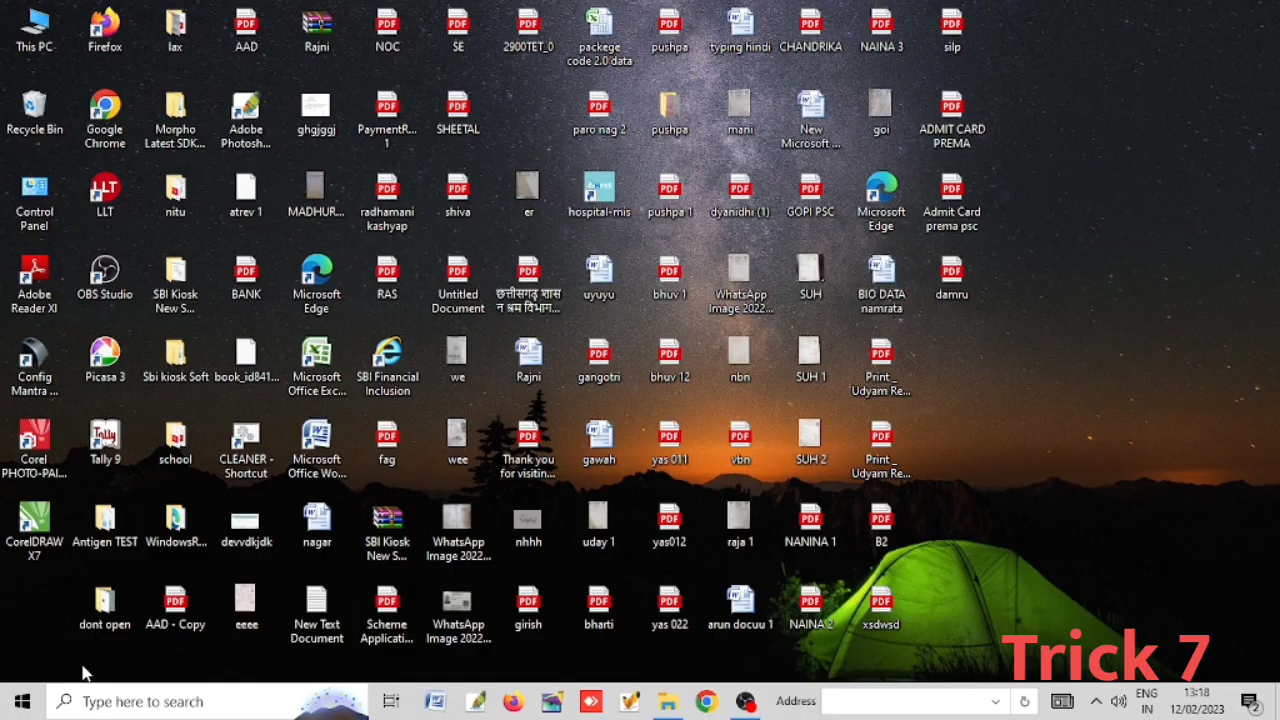 This PC
Firefox
lax
AAD
Rajni
NOC
SE
2900TET_0
packege
code 2.0 data
pushpa
typing hindi
CHANDRIKA
NAINA 3
silp
Recycle Bin
Google
Chrome
Morpho
Latest SDK...
Adobe
Photosh...
ghgjggj
PaymentR...
1
SHEETAL
paro nag 2
pushpa
mani
New
Microsoft ...
goi
ADMIT CARD
PREMA
Control
Panel
LLT
nitu
atrev 1
MADHUR...
radhamani
kashyap
shiva
er
hospital-mis
pushpa 1
dyanidhi (1)
GOPI PSC
Microsoft
Edge
Admit Card
prema psc
Adobe
Reader ...
OBS Studio
SBI Kiosk
New S...
BANK
Microsoft
Edge
RAS
Untitled
Document
छत्तीसगढ़ शास
न श्रम विभाग...
uyuyu
bhuv 1
WhatsApp
Image 2022...
SUH
BIO DATA
namrata
damru
Config
Mantra ...
Picasa 3
Sbi kiosk Soft
book_id841...
Microsoft
Office Exc...
SBI Financial
Inclusion
we
Rajni
gangotri
bhuv 12
nbn
SUH 1
Print _
Udyam Re...
Corel
PHOTO-PAI...
Tally 9
school
CLEANER -
Shortcut
Microsoft
Office Wo...
fag
wee
Thank you
for visitin...
gawah
yas 011
vbn
SUH 2
Print _
Udyam Re...
CorelDRAW
X7
Antigen TEST
WindowsR...
devvdkjdk
nagar
SBI Kiosk
New S...
WhatsApp
Image 2022...
nhhh
uday 1
yas012
raja 1
NANINA 1
B2
dont open
AAD - Copy
eeee
New Text
Document
Scheme
Applicati...
WhatsApp
Image 2022...
girish
bharti
yas 022
arun docuu 1
NAINA 2
xsdwsd
Trick 7
Type here to search
Address
ENG
IN
13:18
12/02/2023
2